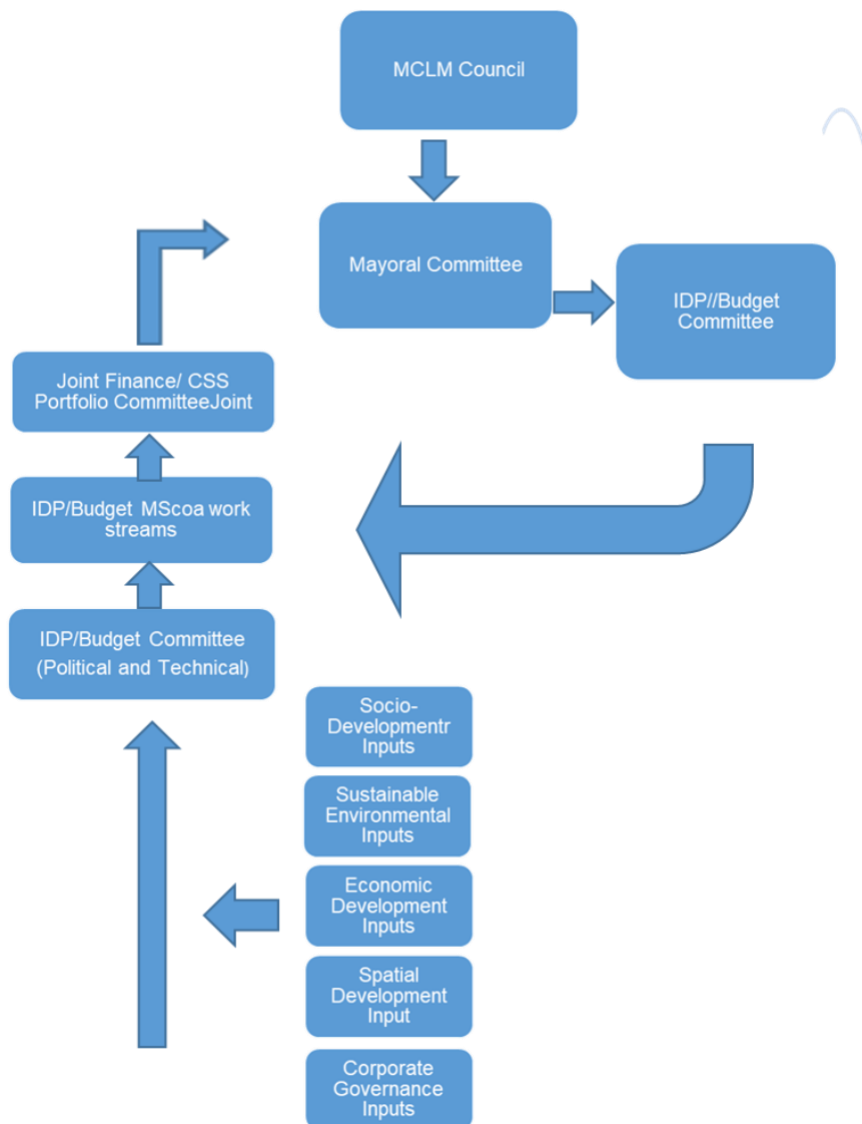 MCLM Council
Mayoral Committee
IDP//Budget
Committee
Joint Finance/ CSS
Portfolio CommitteeJoint
IDP/Budget MScoa work
streams
IDP/Budget Committee
(Political and Technical)
Socio-
Developmentr
Inputs
Sustainable
Environmental
Inputs
Economic
Development
Inputs
Spatial
Development
Input
Corporate
Governance
Inputs